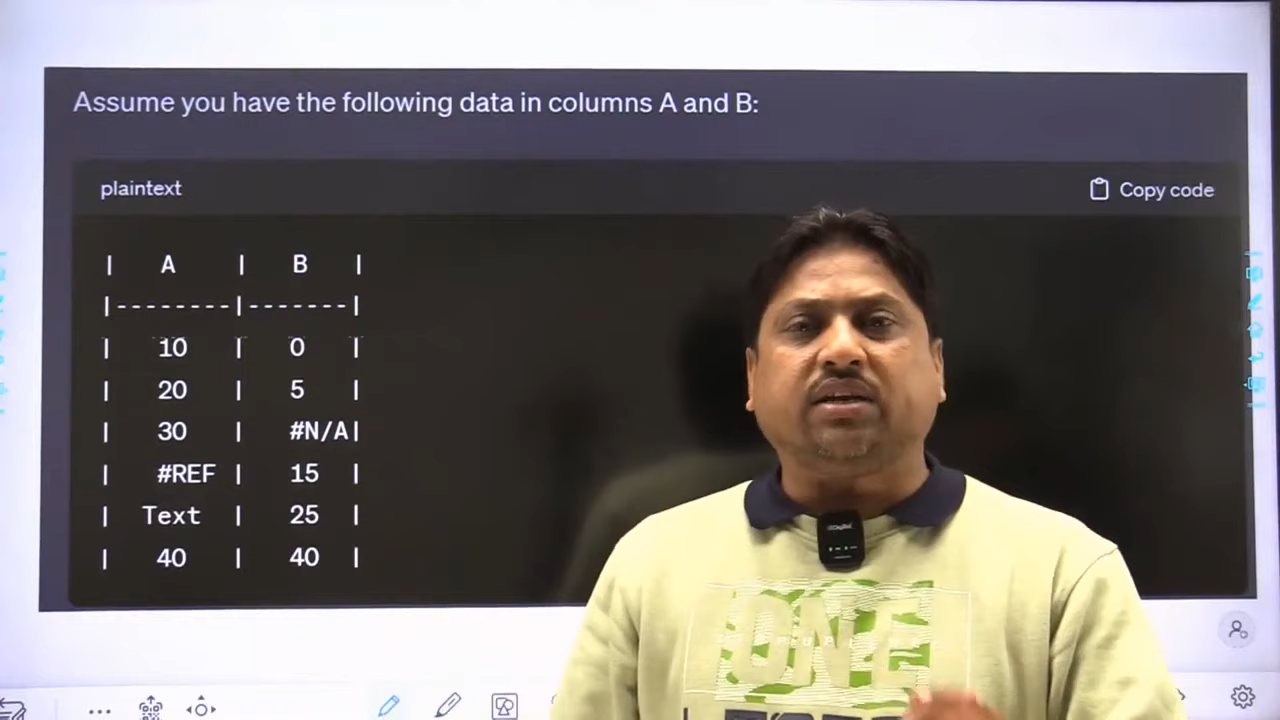 Assume you have the following data in columns A and B:
plaintext
Copy code
| A | B |
|--------|-------|
| 10 | 0 |
| 20 | 5 |
| 30 | #N/A|
| #REF | 15 |
| Text | 25 |
| 40 | 40 |
ONE